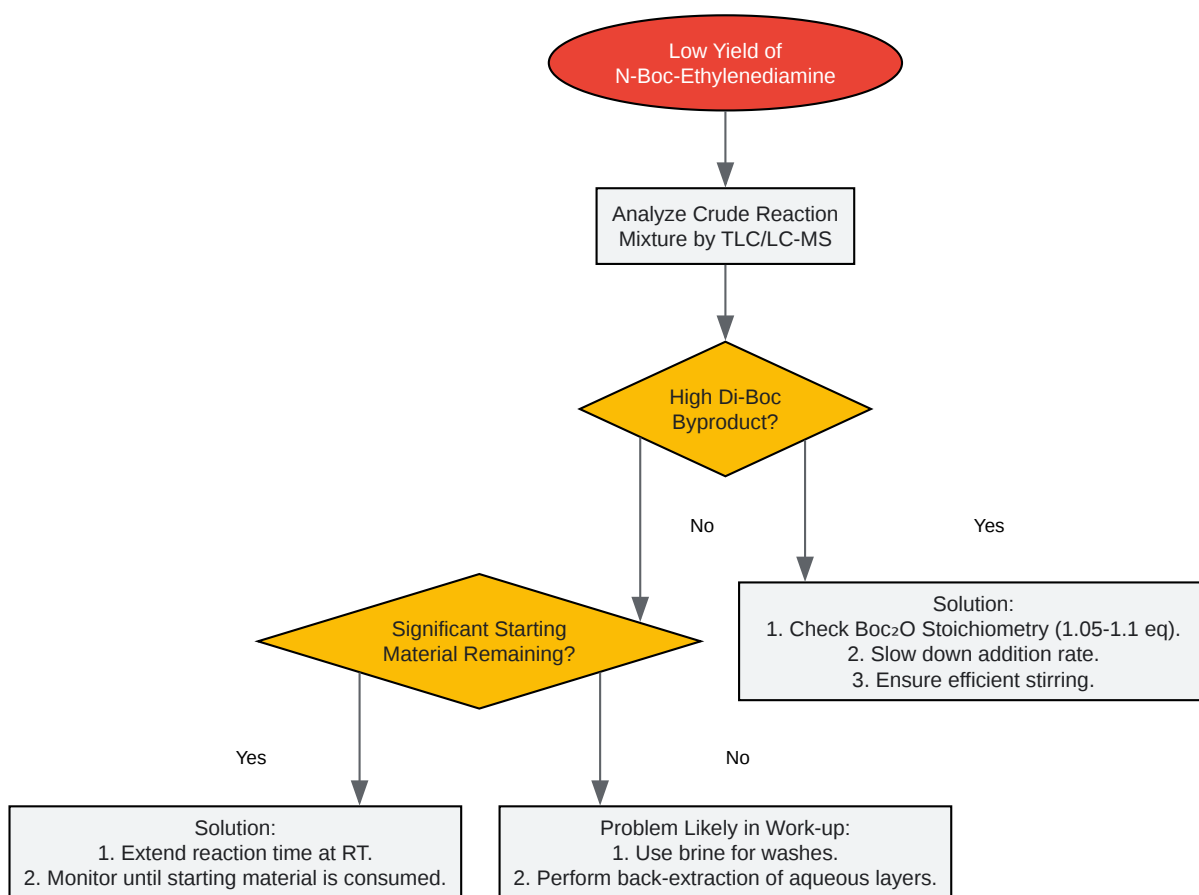 Low Yield of
N-Boc-Ethylenediamine
Analyze Crude Reaction
Mixture by TLC/LC-MS
High Di-Boc
Byproduct?
No
Yes
Significant Starting
Material Remaining?
Solution:
1. Check Boc₂O Stoichiometry (1.05-1.1 eq).
2. Slow down addition rate.
3. Ensure efficient stirring.
Yes
No
Solution:
1. Extend reaction time at RT.
2. Monitor until starting material is consumed.
Problem Likely in Work-up:
1. Use brine for washes.
2. Perform back-extraction of aqueous layers.